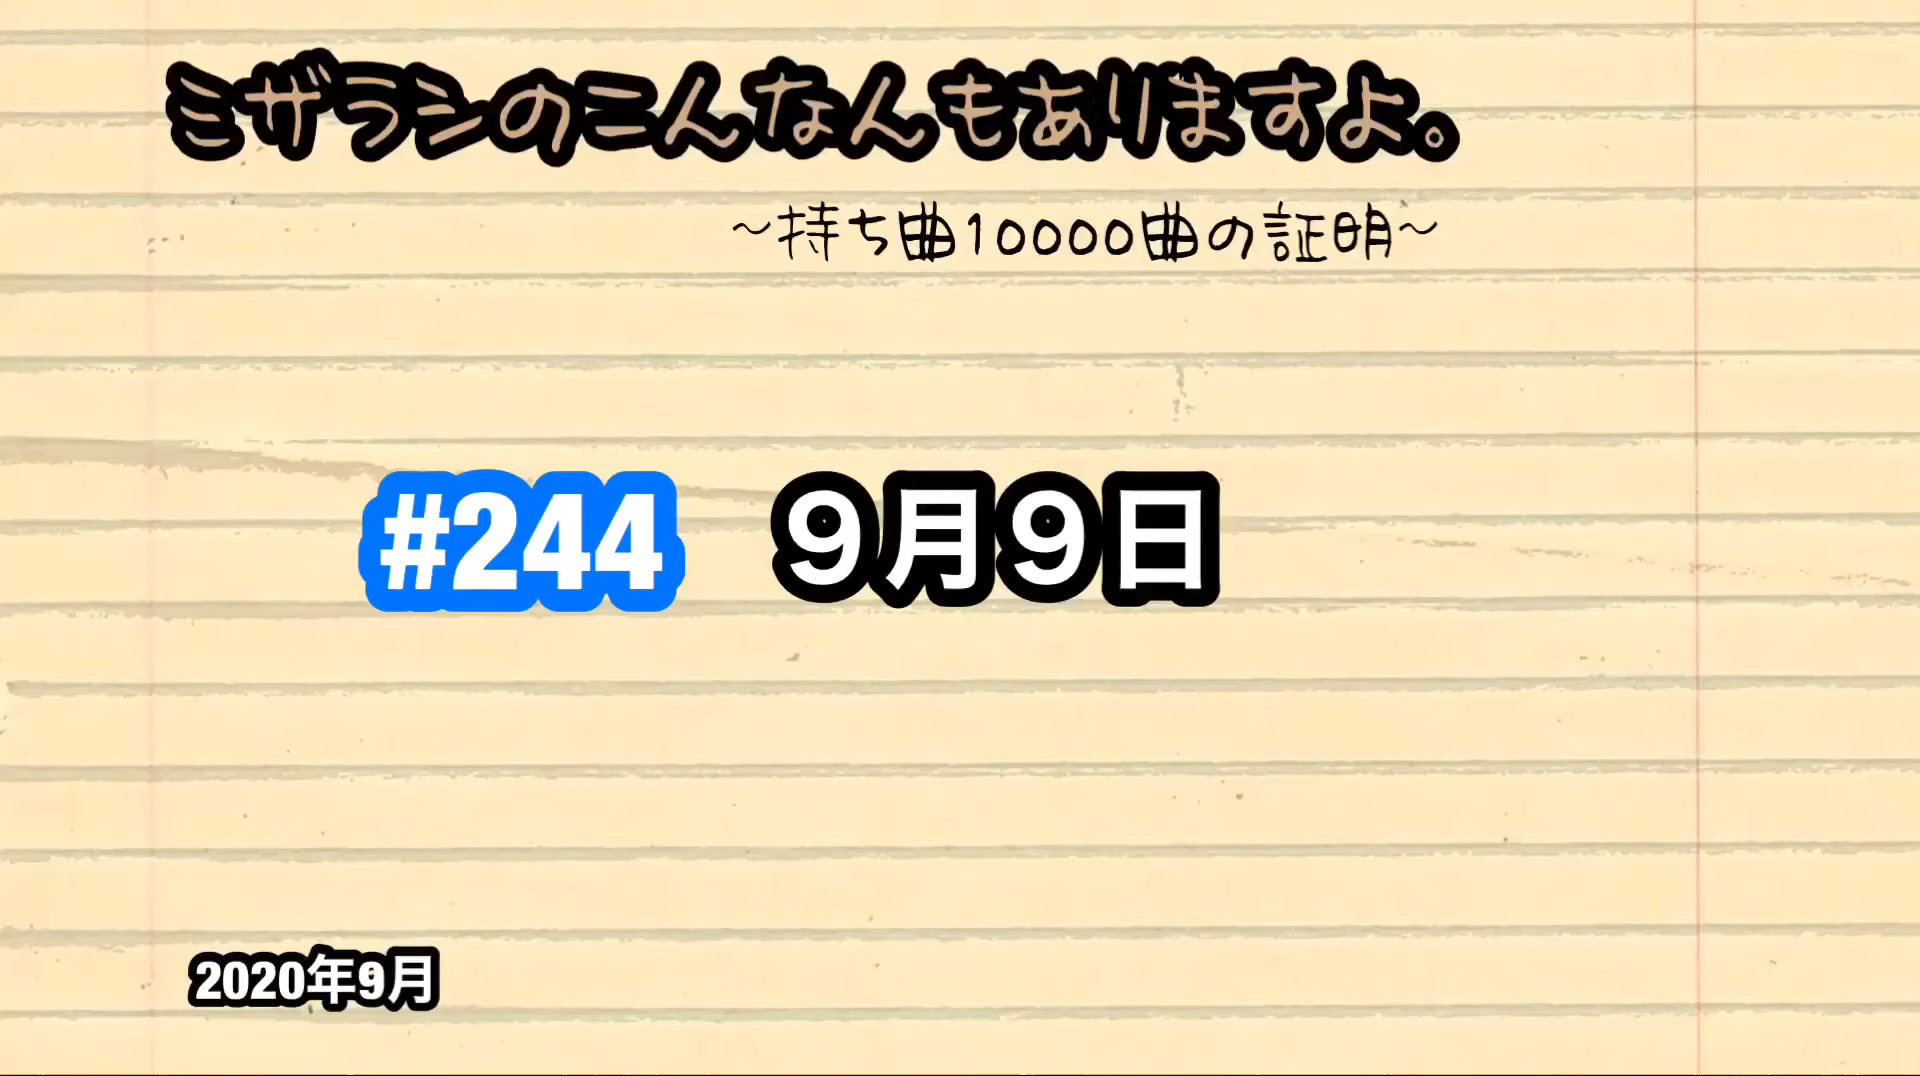 ミザラシのこんなんもありますよ。
～持ち曲10000曲の証明～
#244 9月9日
2020年9月